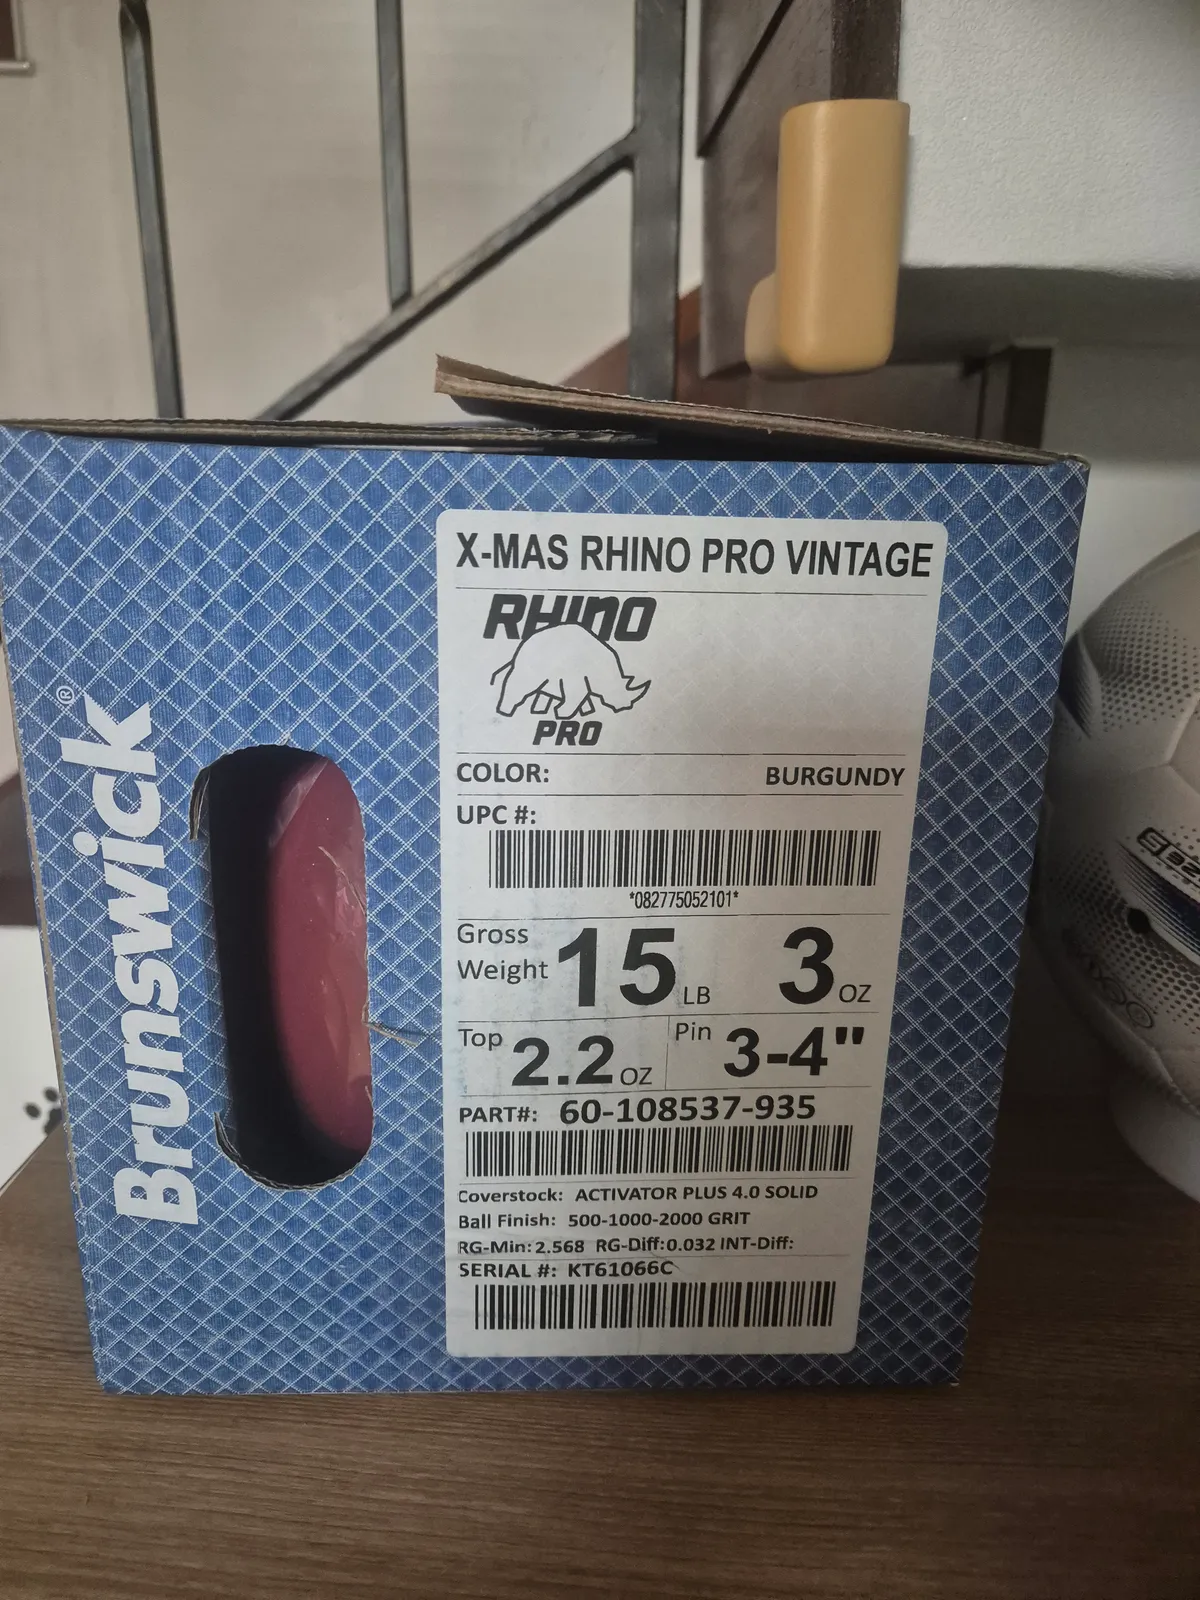 Brunswick®
X-MAS RHINO PRO VINTAGE
RHINO
PRO
COLOR: BURGUNDY
UPC #:
*082775052101*
Gross Weight 15 LB 3 OZ
Top 2.2 OZ Pin 3-4"
PART#: 60-108537-935
Coverstock: ACTIVATOR PLUS 4.0 SOLID
Ball Finish: 500-1000-2000 GRIT
RG-Min: 2.568 RG-Diff: 0.032 INT-Diff:
SERIAL #: KT61066C